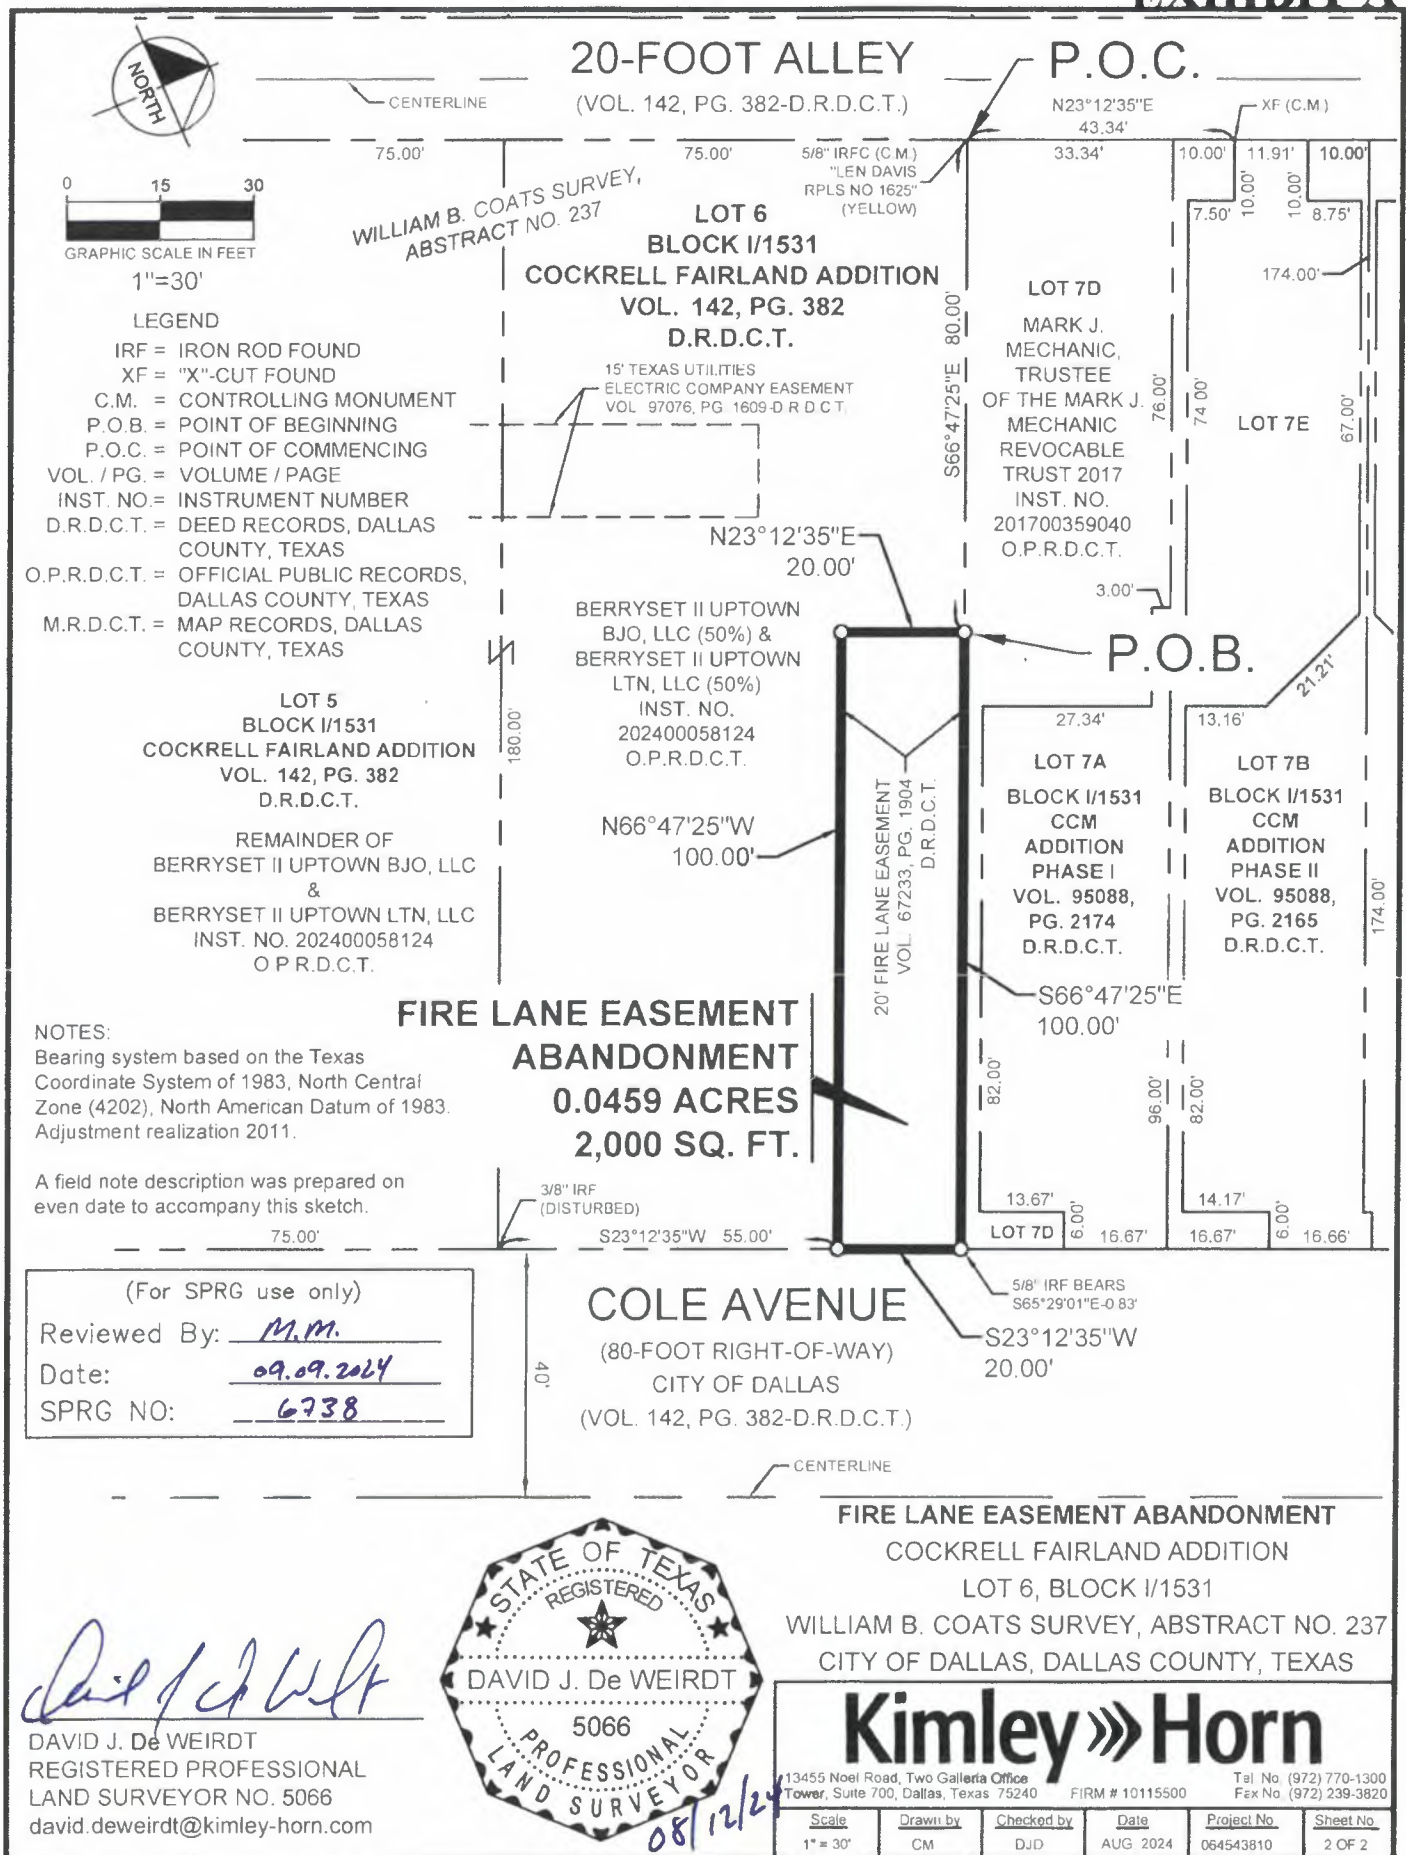 20-FOOT ALLEY
(VOL. 142, PG. 382-D.R.D.C.T.)
P.O.C.
NORTH
CENTERLINE
N23°12'35"E
43.34'
XF (C.M.)
75.00'
75.00'
5/8" IRFC (C.M.)
"LEN DAVIS
RPLS NO 1625"
(YELLOW)
33.34'
10.00'
11.91'
10.00'
7.50'
10.00'
10.00'
8.75'
174.00'
0 15 30
GRAPHIC SCALE IN FEET
1"=30'
WILLIAM B. COATS SURVEY,
ABSTRACT NO. 237
LOT 6
BLOCK I/1531
COCKRELL FAIRLAND ADDITION
VOL. 142, PG. 382
D.R.D.C.T.
15' TEXAS UTILITIES
ELECTRIC COMPANY EASEMENT
VOL 97076, PG 1609-D R D C T
S66°47'25"E 80.00'
LOT 7D
MARK J.
MECHANIC,
TRUSTEE
OF THE MARK J.
MECHANIC
REVOCABLE
TRUST 2017
INST. NO.
201700359040
O.P.R.D.C.T.
76.00'
74.00'
LOT 7E
67.00'
3.00'
LEGEND
IRF = IRON ROD FOUND
XF = "X"-CUT FOUND
C.M. = CONTROLLING MONUMENT
P.O.B. = POINT OF BEGINNING
P.O.C. = POINT OF COMMENCING
VOL. / PG. = VOLUME / PAGE
INST. NO.= INSTRUMENT NUMBER
D.R.D.C.T. = DEED RECORDS, DALLAS
COUNTY, TEXAS
O.P.R.D.C.T. = OFFICIAL PUBLIC RECORDS,
DALLAS COUNTY, TEXAS
M.R.D.C.T. = MAP RECORDS, DALLAS
COUNTY, TEXAS
N23°12'35"E
20.00'
BERRYSET II UPTOWN
BJO, LLC (50%) &
BERRYSET II UPTOWN
LTN, LLC (50%)
INST. NO.
202400058124
O.P.R.D.C.T.
P.O.B.
21.21'
27.34'
13.16'
LOT 5
BLOCK I/1531
COCKRELL FAIRLAND ADDITION
VOL. 142, PG. 382
D.R.D.C.T.
REMAINDER OF
BERRYSET II UPTOWN BJO, LLC
&
BERRYSET II UPTOWN LTN, LLC
INST. NO. 202400058124
O P R.D.C.T.
180.00'
N66°47'25"W
100.00'
20' FIRE LANE EASEMENT
VOL. 67233, PG. 1904
D.R.D.C.T.
LOT 7A
BLOCK I/1531
CCM
ADDITION
PHASE I
VOL. 95088,
PG. 2174
D.R.D.C.T.
LOT 7B
BLOCK I/1531
CCM
ADDITION
PHASE II
VOL. 95088,
PG. 2165
D.R.D.C.T.
174.00'
S66°47'25"E
100.00'
FIRE LANE EASEMENT
ABANDONMENT
0.0459 ACRES
2,000 SQ. FT.
82.00'
96.00'
82.00'
NOTES:
Bearing system based on the Texas
Coordinate System of 1983, North Central
Zone (4202), North American Datum of 1983.
Adjustment realization 2011.
A field note description was prepared on
even date to accompany this sketch.
75.00'
3/8" IRF
(DISTURBED)
S23°12'35"W 55.00'
13.67'
LOT 7D
6.00'
16.67'
14.17'
16.67'
6.00'
16.66'
(For SPRG use only)
Reviewed By: M.M.
Date: 09.09.2024
SPRG NO: 6738
40'
COLE AVENUE
(80-FOOT RIGHT-OF-WAY)
CITY OF DALLAS
(VOL. 142, PG. 382-D.R.D.C.T.)
5/8" IRF BEARS
S65°29'01"E-0.83'
S23°12'35"W
20.00'
CENTERLINE
FIRE LANE EASEMENT ABANDONMENT
COCKRELL FAIRLAND ADDITION
LOT 6, BLOCK I/1531
WILLIAM B. COATS SURVEY, ABSTRACT NO. 237
CITY OF DALLAS, DALLAS COUNTY, TEXAS
STATE OF TEXAS
REGISTERED
DAVID J. De WEIRDT
5066
PROFESSIONAL
LAND SURVEYOR
08/12/24
DAVID J. De WEIRDT
REGISTERED PROFESSIONAL
LAND SURVEYOR NO. 5066
david.deweirdt@kimley-horn.com
Kimley»Horn
13455 Noel Road, Two Galleria Office
Tower, Suite 700, Dallas, Texas 75240
FIRM # 10115500
Tel No. (972) 770-1300
Fax No. (972) 239-3820
Scale Drawn by Checked by Date Project No Sheet No
1" = 30' CM DJD AUG 2024 064543810 2 OF 2